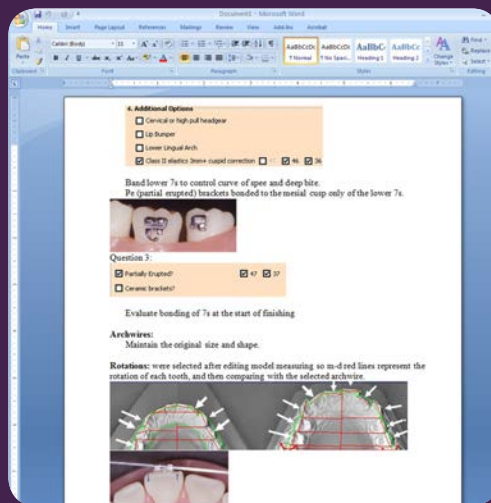 Document1 - Microsoft Word
Home Insert Page Layout References Mailings Review View Add-Ins Acrobat
Calibri (Body) 11
Paste
AaBbCcDc AaBbCcDc AaBbC AaBbCc
¶ Normal ¶ No Spaci... Heading 1 Heading 2
Change Styles
Find
Replace
Select
Clipboard Font Paragraph Styles Editing
4. Additional Options
Cervical or high pull headgear
Lip Bumper
Lower Lingual Arch
Class II elastics 3mm+ cuspid correction 46 36
Band lower 7s to control curve of spee and deep bite.
Pe (partial erupted) brackets bonded to the mesial cusp only of the lower 7s.
Question 3:
Partially Erupted? 47 37
Ceramic brackets?
Evaluate bonding of 7s at the start of finishing
Archwires:
Maintain the original size and shape.
Rotations: were selected after editing model measuring so m-d red lines represent the
rotation of each tooth, and then comparing with the selected archwire.